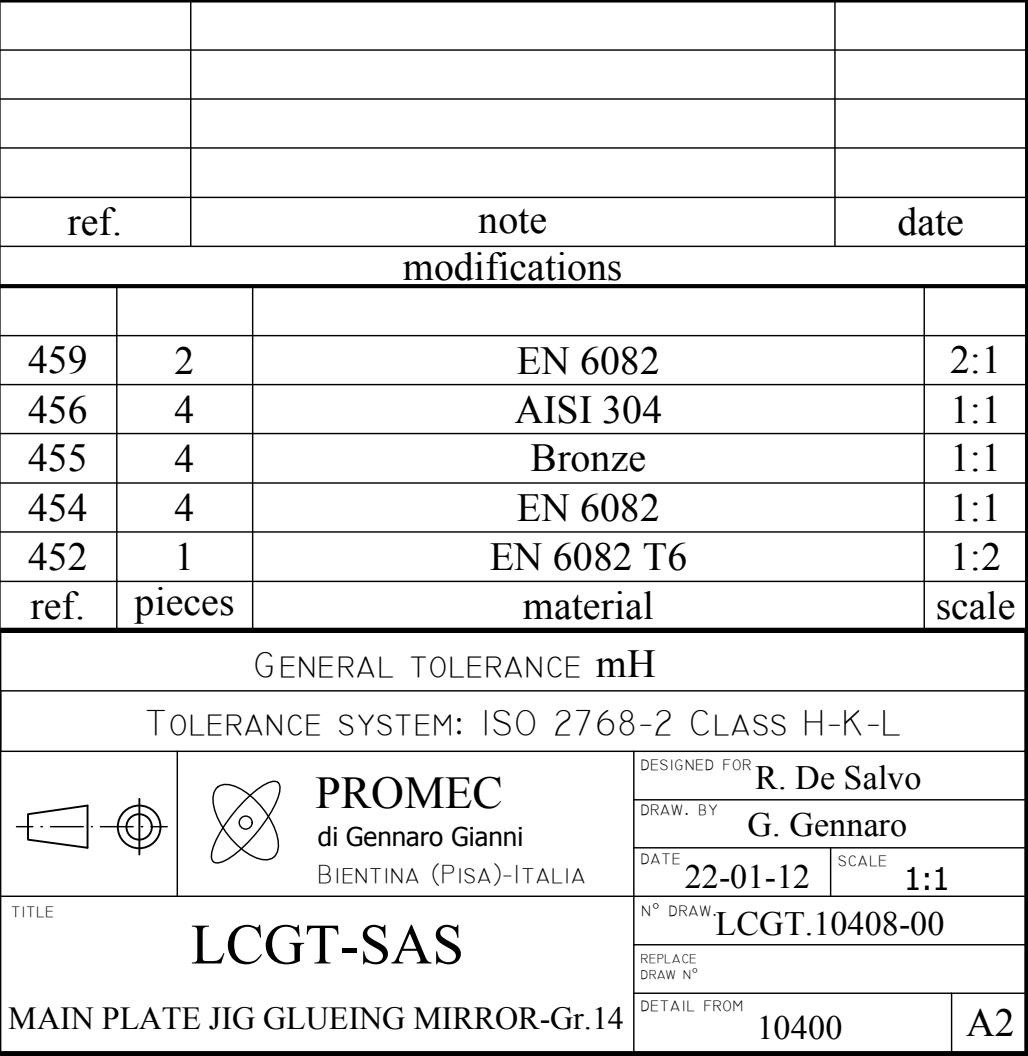 ref. note date
modifications
459 2 EN 6082 2:1
456 4 AISI 304 1:1
455 4 Bronze 1:1
454 4 EN 6082 1:1
452 1 EN 6082 T6 1:2
ref. pieces material scale
GENERAL TOLERANCE mH
TOLERANCE SYSTEM: ISO 2768-2 CLASS H-K-L
PROMEC
di Gennaro Gianni
BIENTINA (PISA)-ITALIA
DESIGNED FOR R. De Salvo
DRAW. BY G. Gennaro
DATE 22-01-12 SCALE 1:1
TITLE
LCGT-SAS
MAIN PLATE JIG GLUEING MIRROR-Gr.14
N° DRAW. LCGT.10408-00
REPLACE
DRAW N°
DETAIL FROM 10400 A2